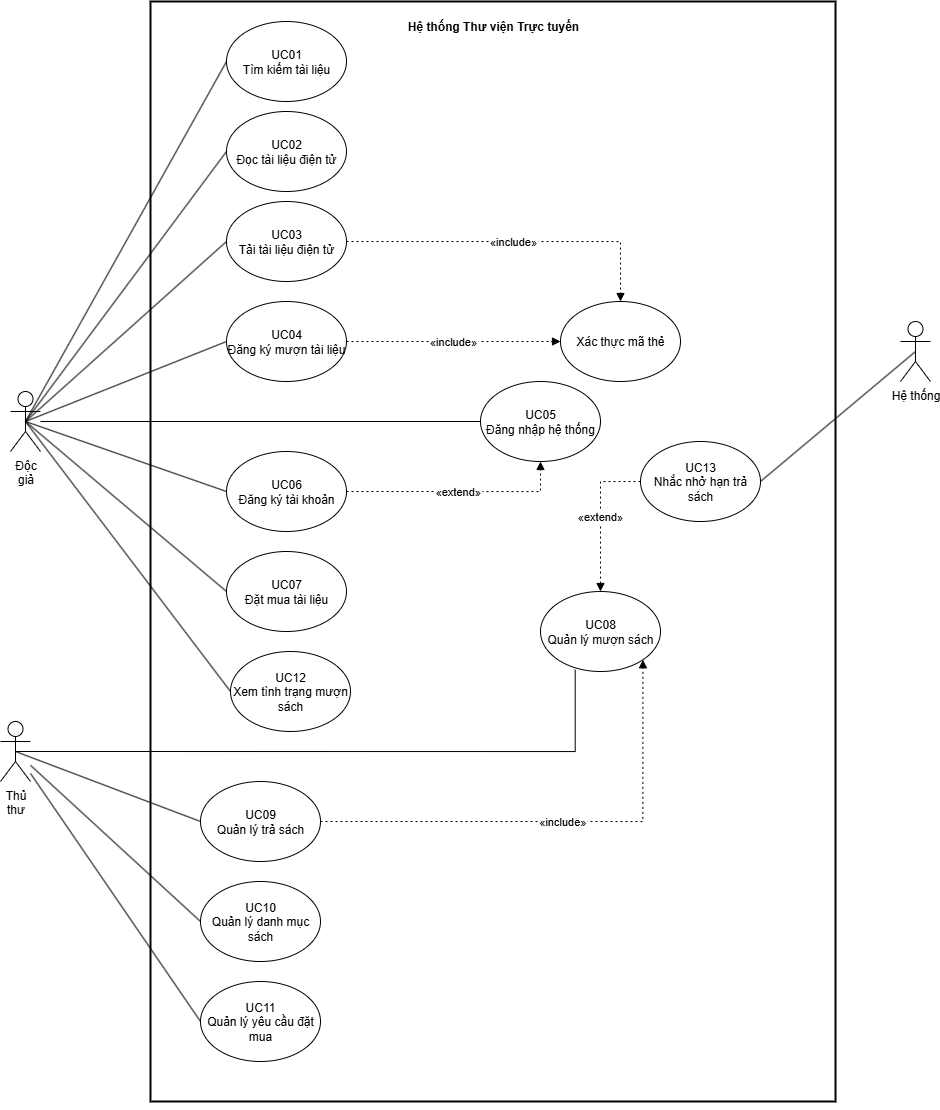 Hệ thống Thư viện Trực tuyến
UC01
Tìm kiếm tài liệu
UC02
Đọc tài liệu điện tử
UC03
Tải tài liệu điện tử
«include»
UC04
Đăng ký mượn tài liệu
«include»
Xác thực mã thẻ
Hệ thống
Độc
giả
UC05
Đăng nhập hệ thống
UC06
Đăng ký tài khoản
«extend»
UC13
Nhắc nhở hạn trả
sách
«extend»
UC07
Đặt mua tài liệu
UC08
Quản lý mượn sách
UC12
Xem tình trạng mượn
sách
Thủ
thư
UC09
Quản lý trả sách
«include»
UC10
Quản lý danh mục
sách
UC11
Quản lý yêu cầu đặt
mua